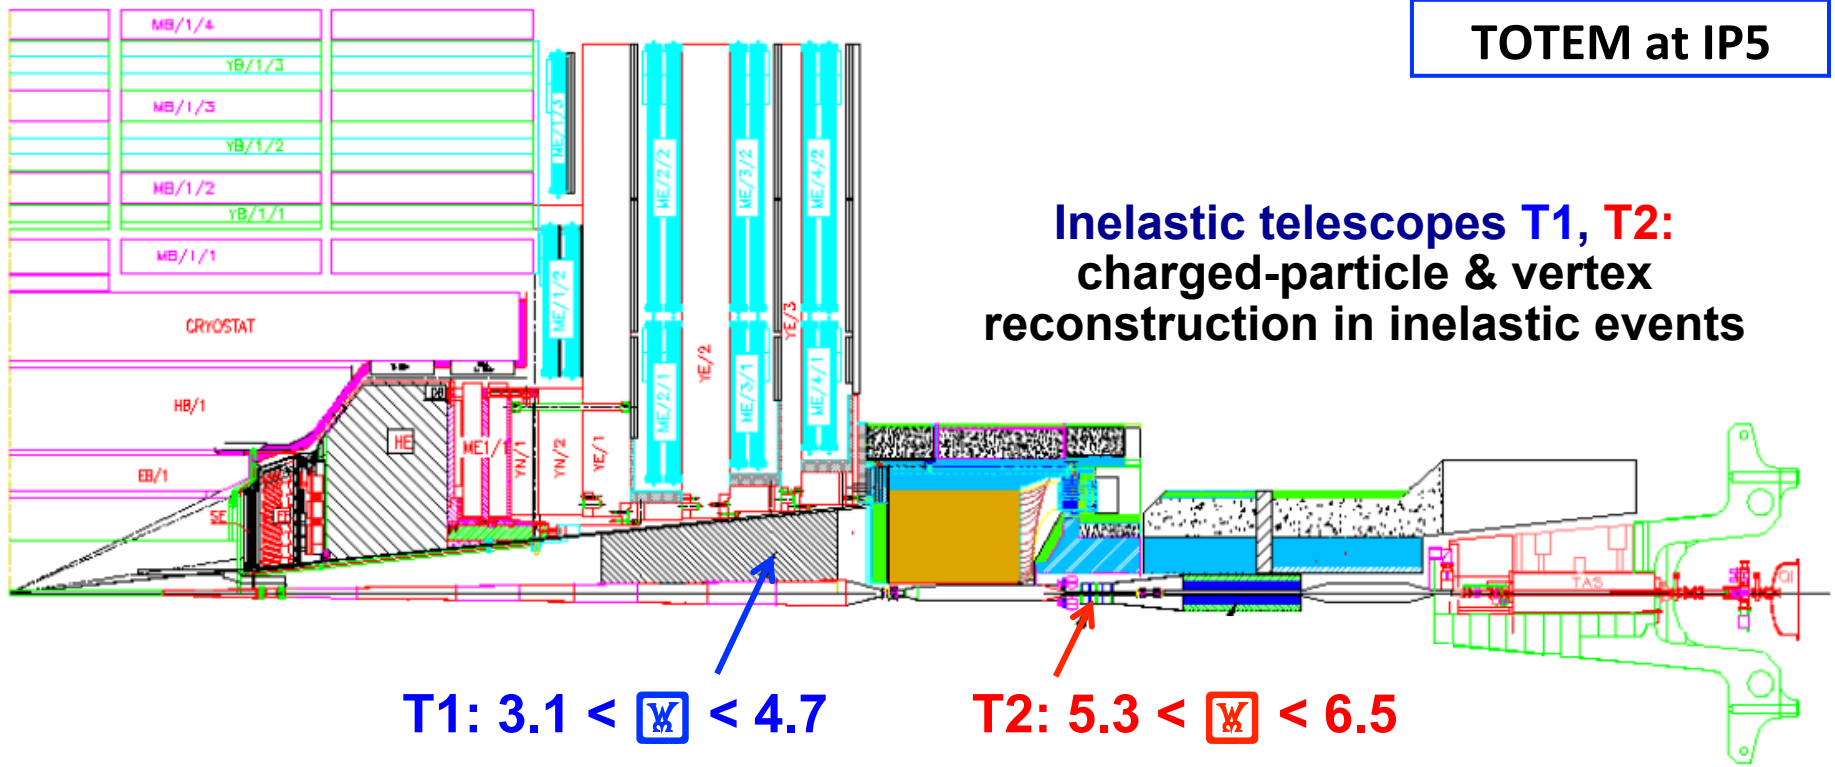 TOTEM at IP5
MB/1/4
YB/1/3
MB/1/3
YB/1/2
MB/1/2
YB/1/1
MB/1/1
CRYOSTAT
HB/1
EB/1
SE
HE
ME1/1
YN/1
YN/2
YE/1
ME/1/3
ME/1/2
ME/2/2
ME/2/1
YE/2
ME/3/2
ME/3/1
YE/3
ME/4/2
ME/4/1
Inelastic telescopes T1, T2:
charged-particle & vertex
reconstruction in inelastic events
TAS
T1: 3.1 < < 4.7
T2: 5.3 < < 6.5